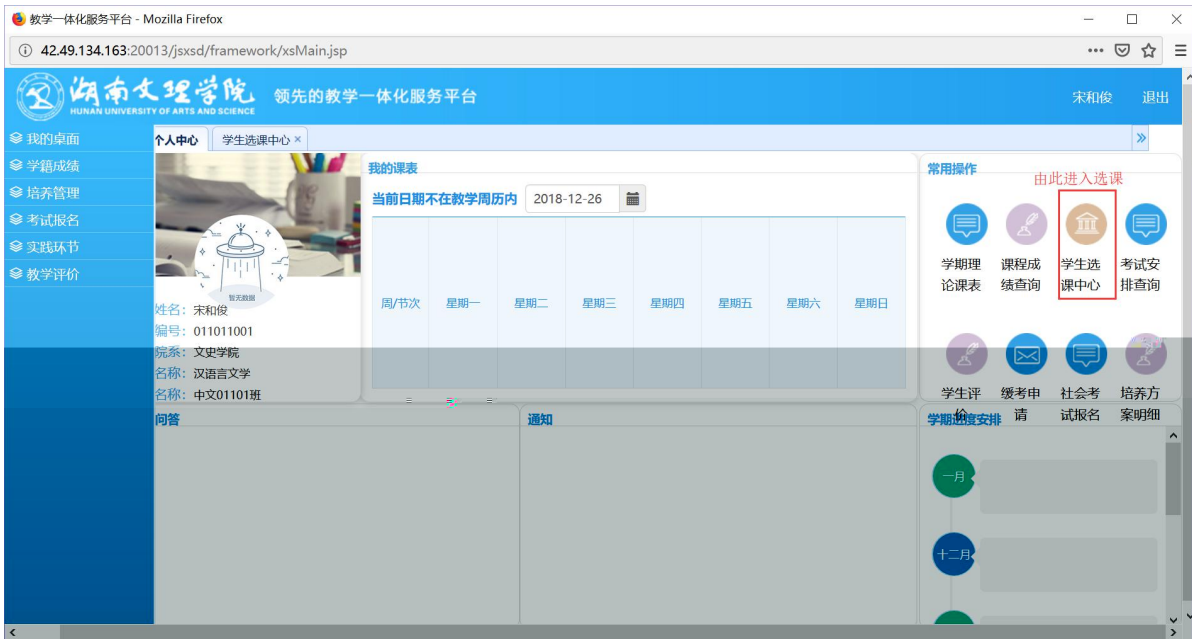 教学一体化服务平台 - Mozilla Firefox
42.49.134.163:20013/jsxsd/framework/xsMain.jsp
湖南文理学院
HUNAN UNIVERSITY OF ARTS AND SCIENCE
领先的教学一体化服务平台
宋和俊 退出
我的桌面
学籍成绩
培养管理
考试报名
实践环节
教学评价
个人中心 学生选课中心
暂无数据
姓名：宋和俊
编号：011011001
院系：文史学院
名称：汉语言文学
名称：中文01101班
我的课表
当前日期不在教学周历内 2018-12-26
周/节次 星期一 星期二 星期三 星期四 星期五 星期六 星期日
常用操作
由此进入选课
学期理论课表
课程成绩查询
学生选课中心
考试安排查询
学生评价
缓考申请
社会考试报名
培养方案明细
问答
通知
学期进度安排
一月
十二月